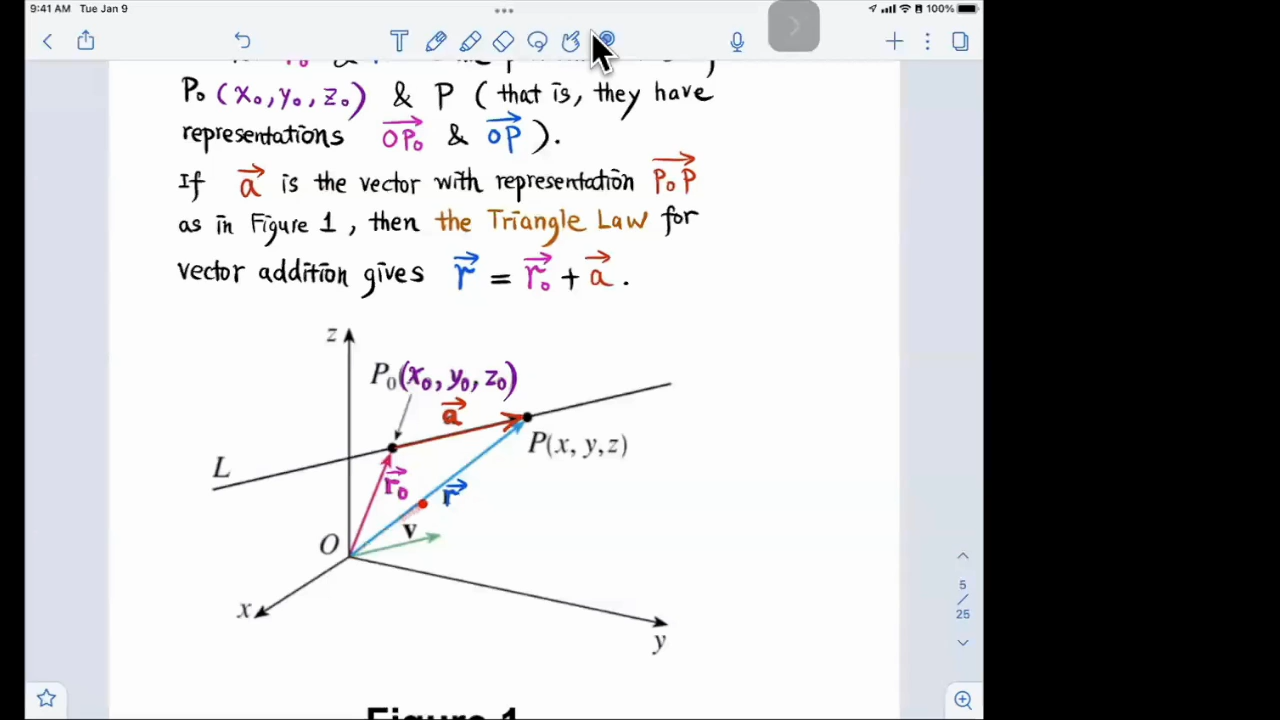 9:41 AM Tue Jan 9
100%
P₀ (x₀, y₀, z₀) & P (that is, they have
representations OP₀ & OP).
If a is the vector with representation P₀P
as in Figure 1, then the Triangle Law for
vector addition gives r = r₀ + a.
z
P₀(x₀, y₀, z₀)
a
P(x, y, z)
L
r₀
r
v
O
x
y
5
/
25
Figure 1